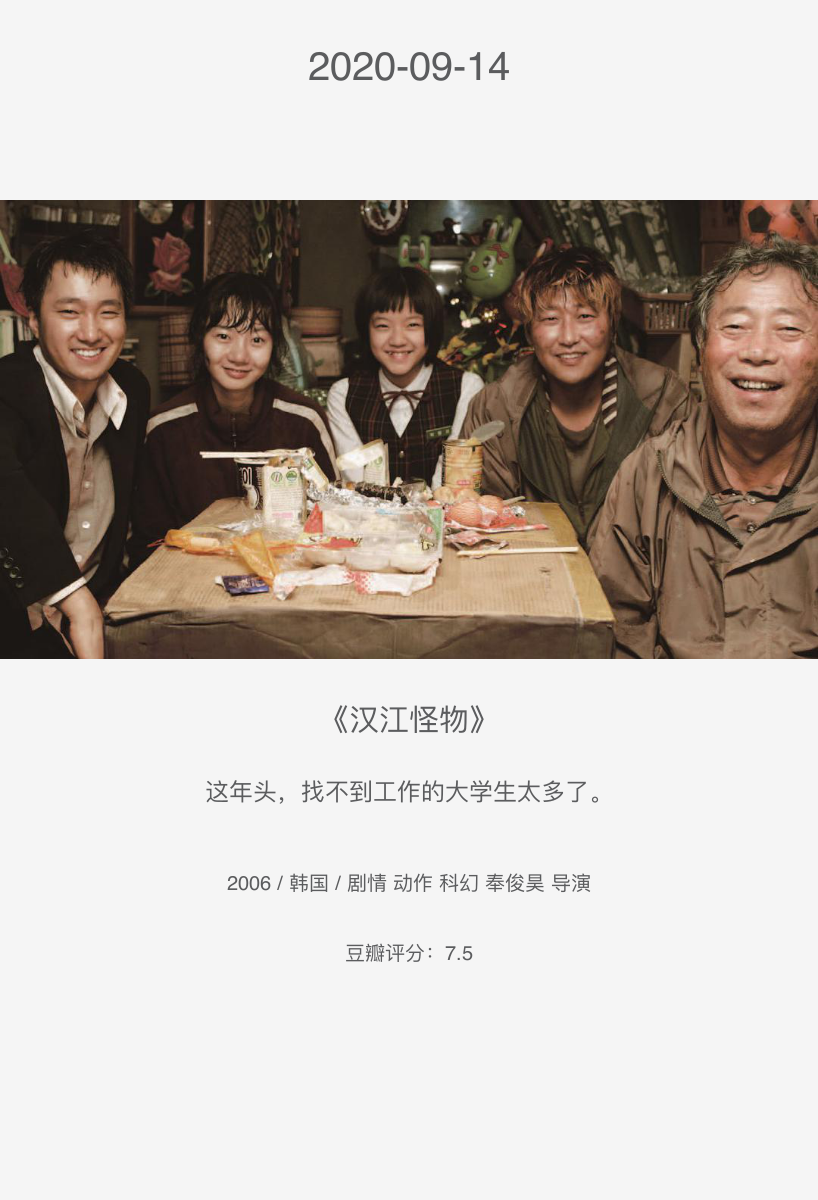 2020-09-14
《汉江怪物》
这年头，找不到工作的大学生太多了。
2006 / 韩国 / 剧情 动作 科幻 奉俊昊 导演
豆瓣评分：7.5